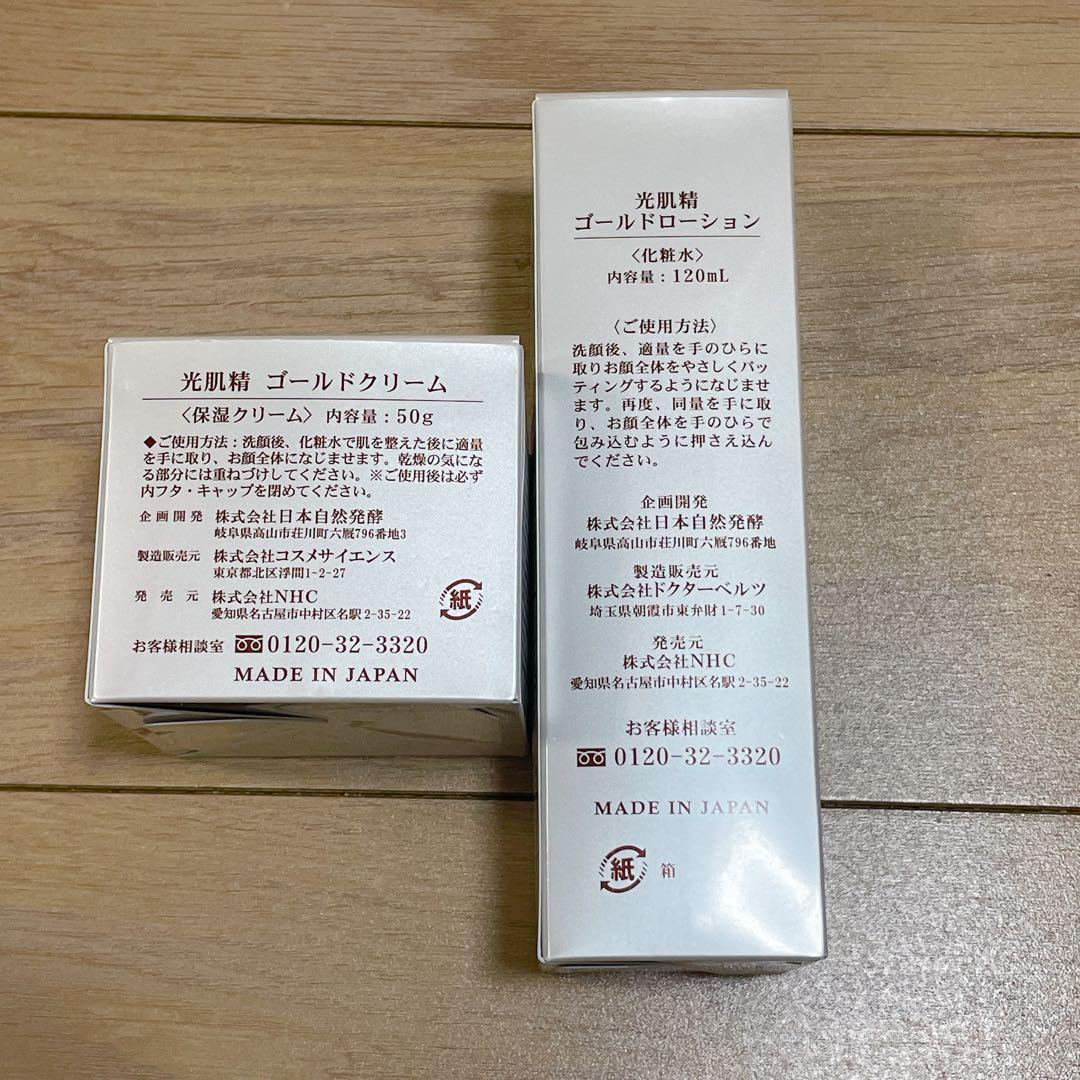 光肌精 ゴールドクリーム
〈保湿クリーム〉 内容量：50g
◆ご使用方法：洗顔後、化粧水で肌を整えた後に適量
を手に取り、お顔全体になじませます。乾燥の気にな
る部分には重ねづけしてください。※ご使用後は必ず
内フタ・キャップを閉めてください。
企画開発 株式会社日本自然発酵
岐阜県高山市荘川町六厩796番地3
製造販売元 株式会社コスメサイエンス
東京都北区浮間1-2-27
発売元 株式会社NHC
愛知県名古屋市中村区名駅2-35-22
紙
お客様相談室 0120-32-3320
MADE IN JAPAN
光肌精
ゴールドローション
〈化粧水〉
内容量：120mL
〈ご使用方法〉
洗顔後、適量を手のひらに
取りお顔全体をやさしくパッ
ティングするようになじませ
ます。再度、同量を手に取
り、お顔全体を手のひらで
包み込むように押さえ込ん
でください。
企画開発
株式会社日本自然発酵
岐阜県高山市荘川町六厩796番地
製造販売元
株式会社ドクターベルツ
埼玉県朝霞市東弁財1-7-30
発売元
株式会社NHC
愛知県名古屋市中村区名駅2-35-22
お客様相談室
0120-32-3320
MADE IN JAPAN
紙 箱